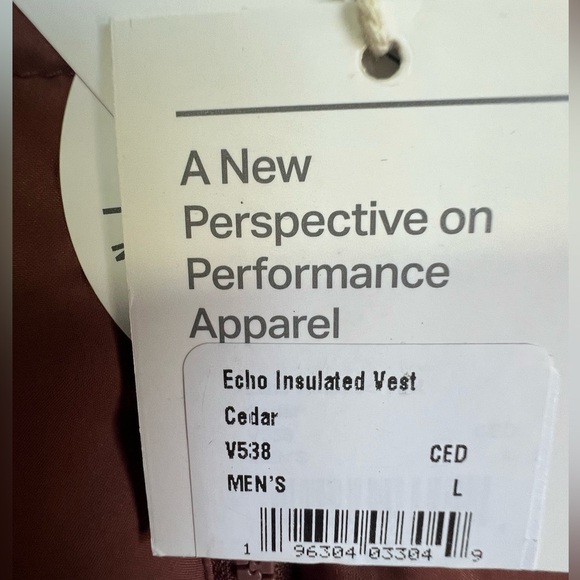 A New
Perspective on
Performance
Apparel
Echo Insulated Vest
Cedar
V538 CED
MEN'S L
1 96304 03304 9